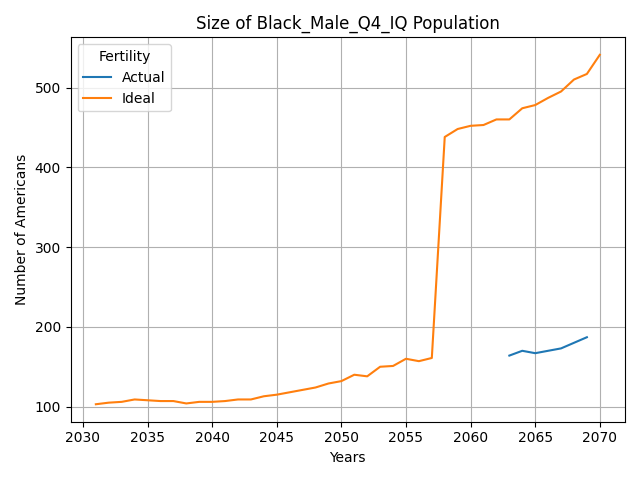 Size of Black_Male_Q4_IQ Population
Fertility
Actual
Ideal
Number of Americans
500
400
300
200
100
2030 2035 2040 2045 2050 2055 2060 2065 2070
Years